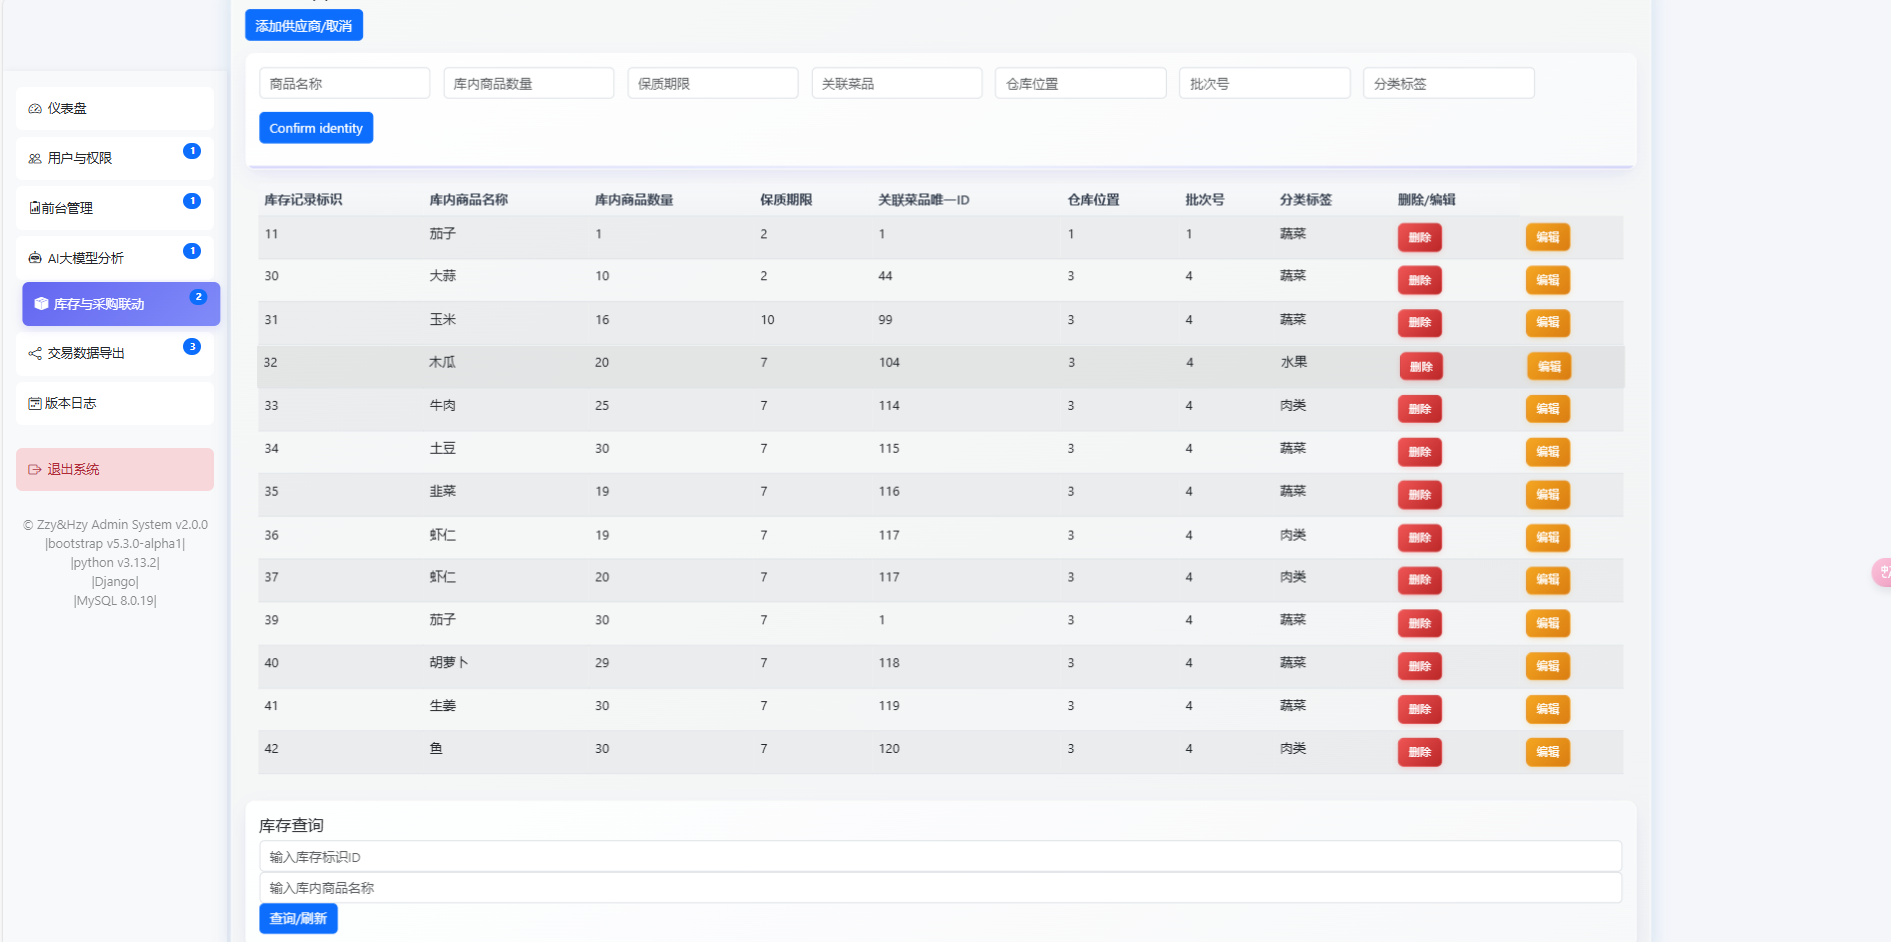 添加供应商/取消
商品名称 库内商品数量 保质期限 关联菜品 仓库位置 批次号 分类标签
Confirm identity
仪表盘
用户与权限 1
前台管理 1
AI大模型分析 1
库存与采购联动 2
交易数据导出 3
版本日志
退出系统
© Zzy&Hzy Admin System v2.0.0
|bootstrap v5.3.0-alpha1|
|python v3.13.2|
|Django|
|MySQL 8.0.19|
库存记录标识 库内商品名称 库内商品数量 保质期限 关联菜品唯一ID 仓库位置 批次号 分类标签 删除/编辑
11 茄子 1 2 1 1 1 蔬菜 删除 编辑
30 大蒜 10 2 44 3 4 蔬菜 删除 编辑
31 玉米 16 10 99 3 4 蔬菜 删除 编辑
32 木瓜 20 7 104 3 4 水果 删除 编辑
33 牛肉 25 7 114 3 4 肉类 删除 编辑
34 土豆 30 7 115 3 4 蔬菜 删除 编辑
35 韭菜 19 7 116 3 4 蔬菜 删除 编辑
36 虾仁 19 7 117 3 4 肉类 删除 编辑
37 虾仁 20 7 117 3 4 肉类 删除 编辑
39 茄子 30 7 1 3 4 蔬菜 删除 编辑
40 胡萝卜 29 7 118 3 4 蔬菜 删除 编辑
41 生姜 30 7 119 3 4 蔬菜 删除 编辑
42 鱼 30 7 120 3 4 肉类 删除 编辑
库存查询
输入库存标识ID
输入库内商品名称
查询/刷新